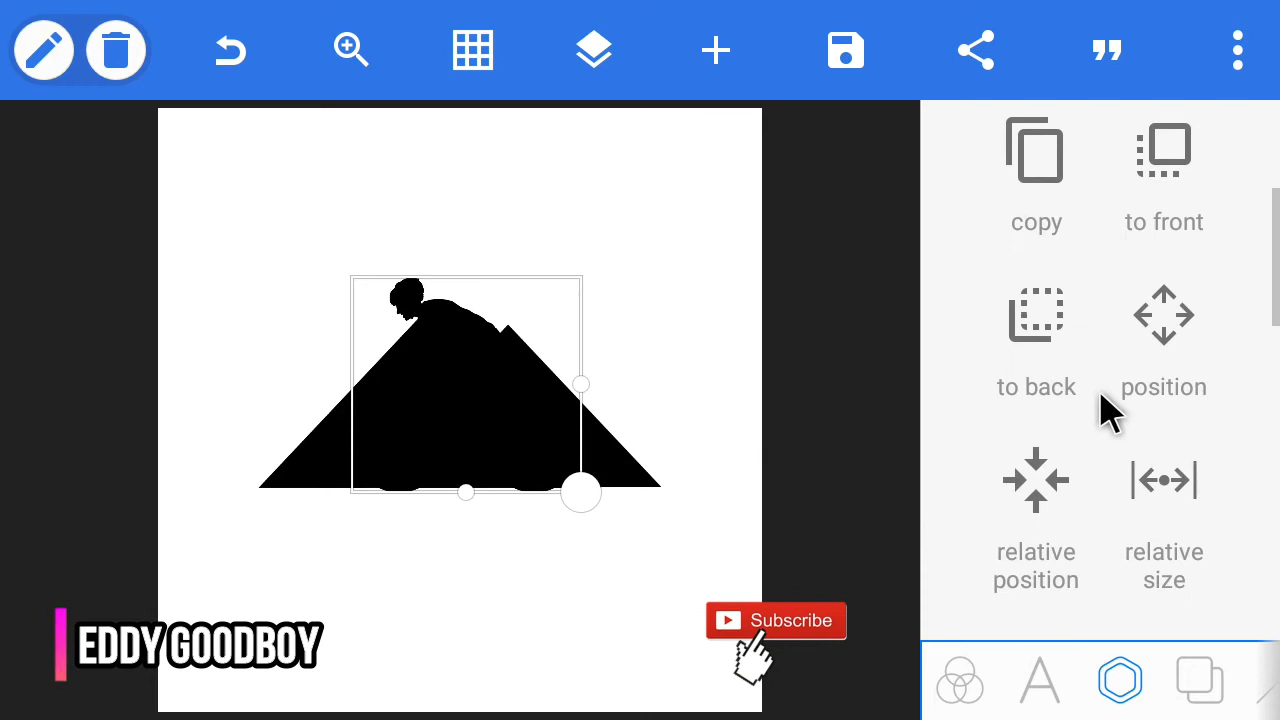 copy
to front
to back
position
relative
position
relative
size
EDDY GOODBOY
Subscribe